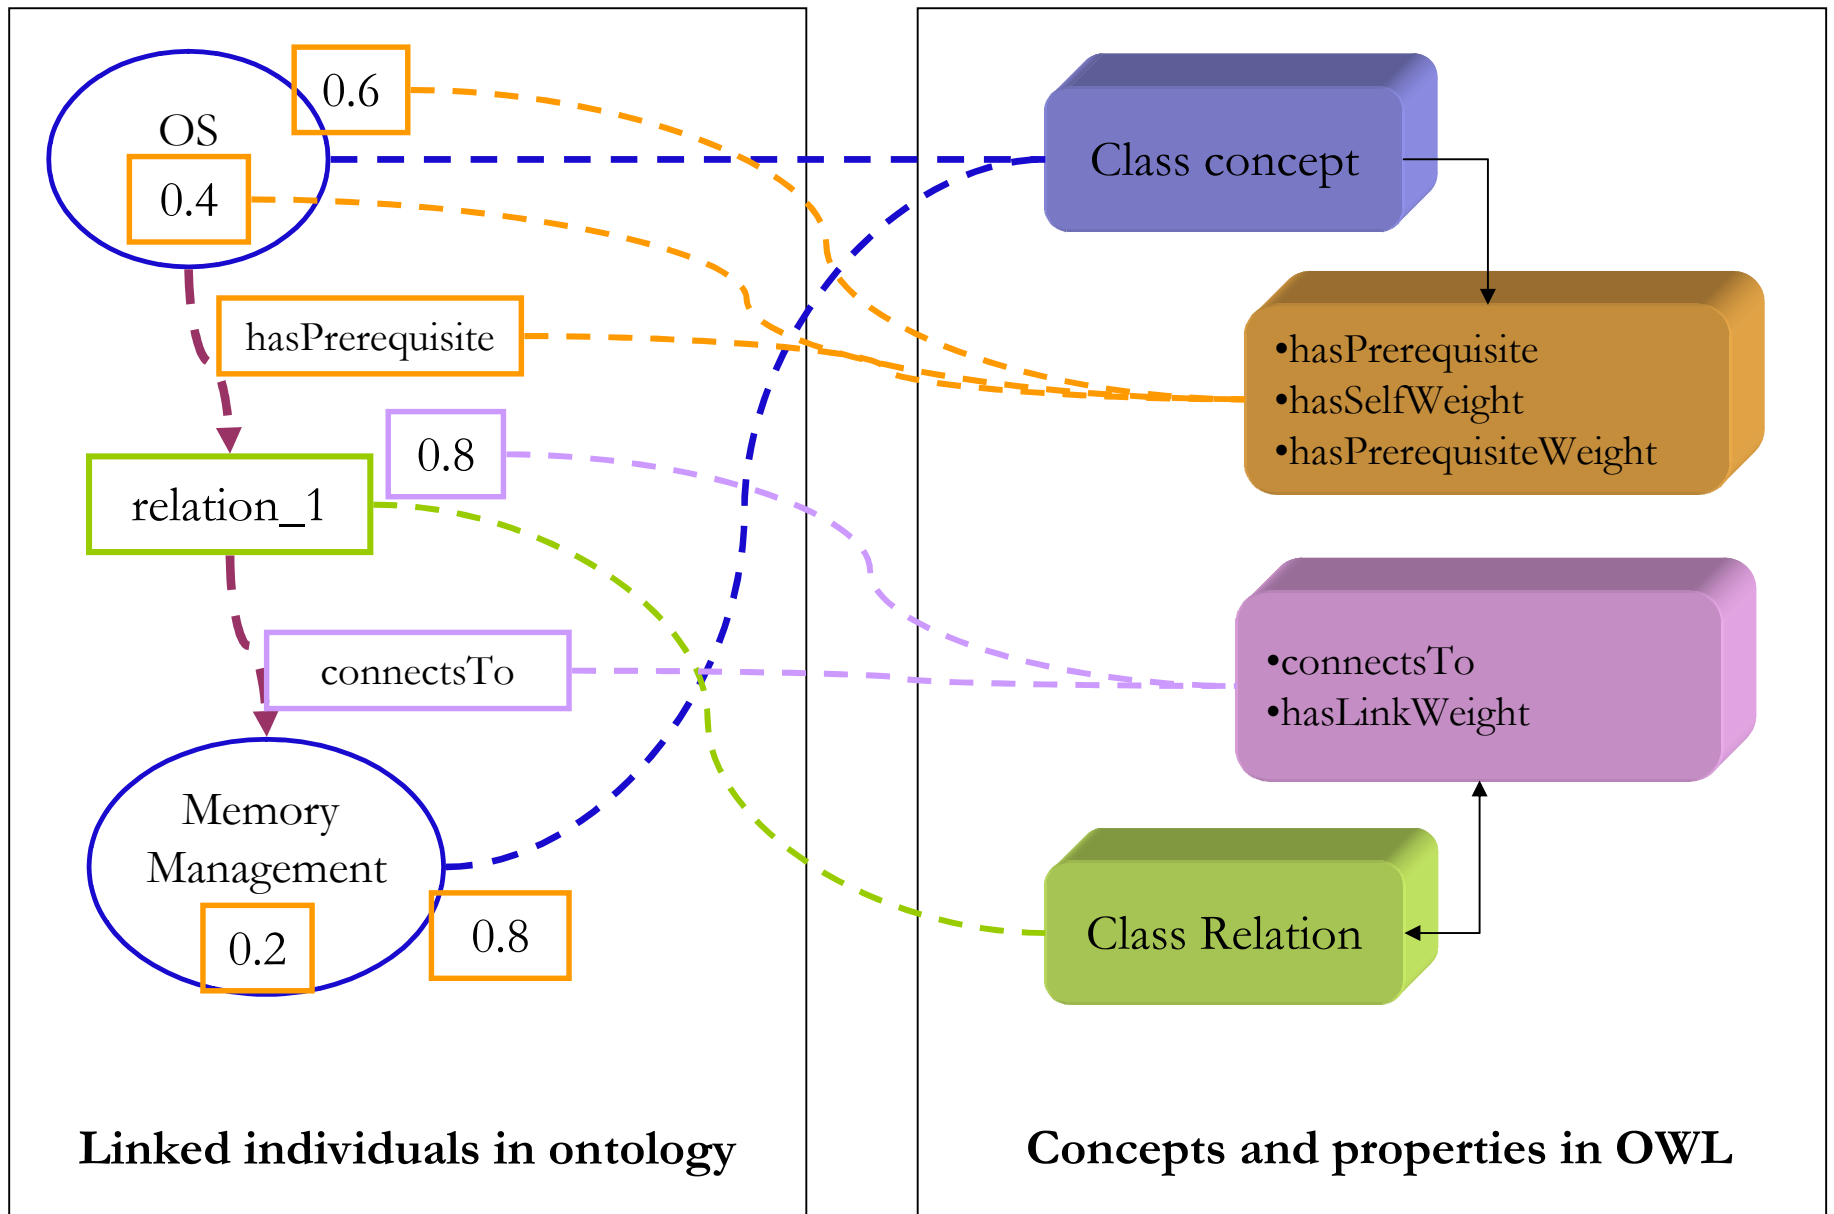 0.6
OS
0.4
hasPrerequisite
0.8
relation_1
connectsTo
Memory
Management
0.2
0.8
Linked individuals in ontology
Class concept
•hasPrerequisite
•hasSelfWeight
•hasPrerequisiteWeight
•connectsTo
•hasLinkWeight
Class Relation
Concepts and properties in OWL